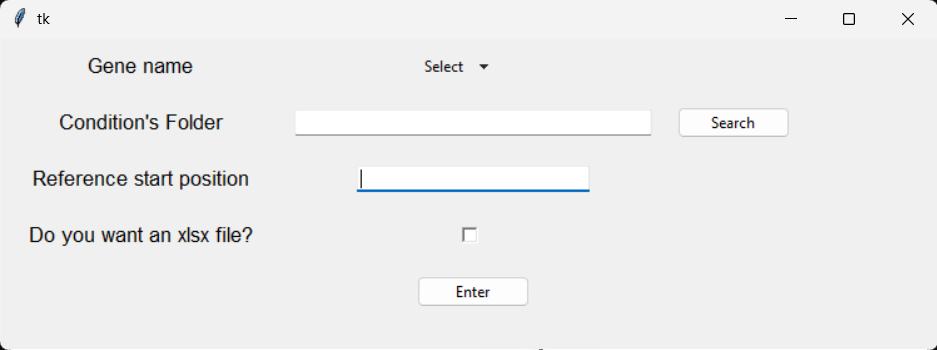 tk
Gene name Select
Condition's Folder Search
Reference start position
Do you want an xlsx file?
Enter